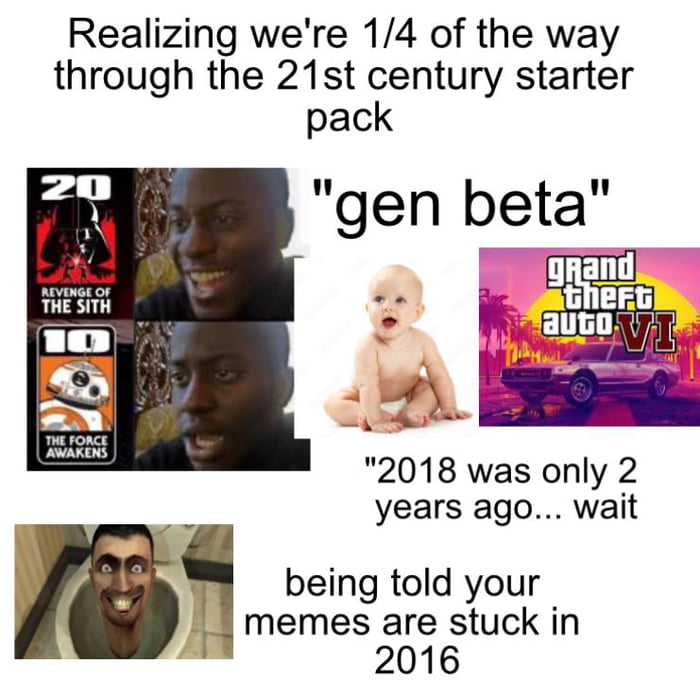 Realizing we're 1/4 of the way
through the 21st century starter
pack
20
REVENGE OF
THE SITH
10
THE FORCE
AWAKENS
"gen beta"
grand
theft
auto VI
"2018 was only 2
years ago... wait
being told your
memes are stuck in
2016